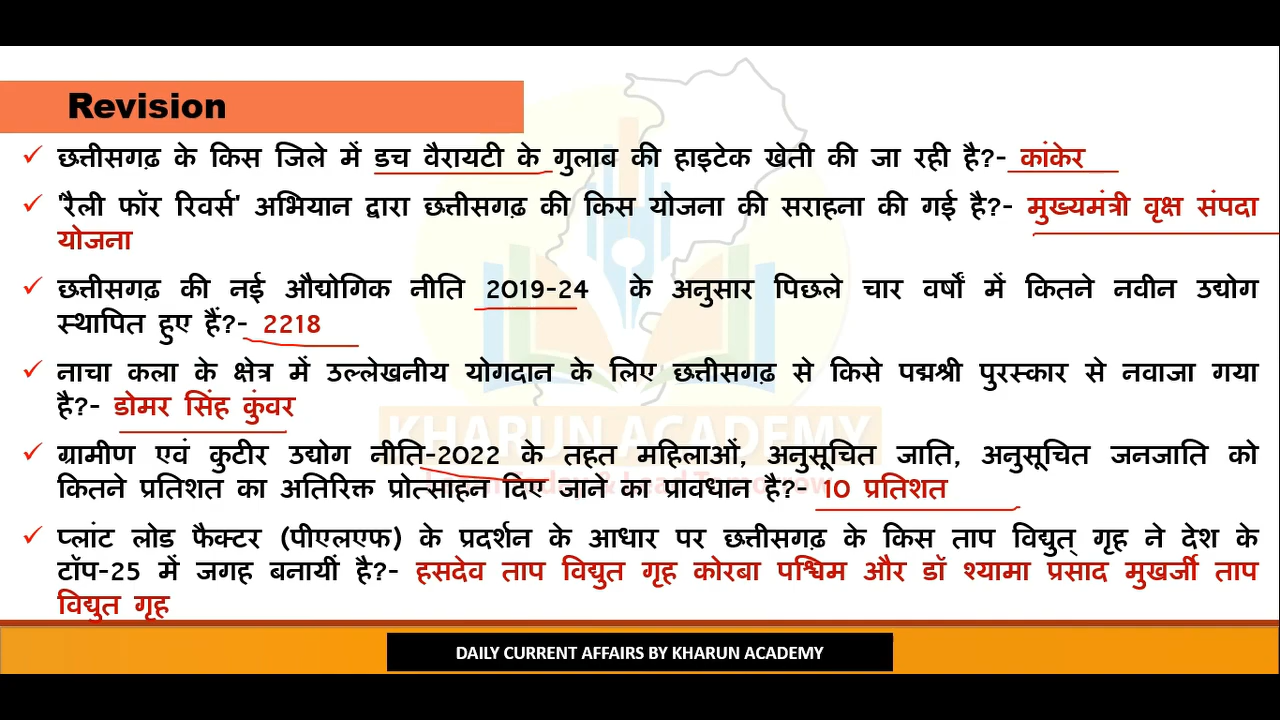 Revision
✓ छत्तीसगढ़ के किस जिले में डच वैरायटी के गुलाब की हाइटेक खेती की जा रही है?- कांकेर
✓ 'रैली फॉर रिवर्स' अभियान द्वारा छत्तीसगढ़ की किस योजना की सराहना की गई है?- मुख्यमंत्री वृक्ष संपदा
योजना
✓ छत्तीसगढ़ की नई औद्योगिक नीति 2019-24 के अनुसार पिछले चार वर्षों में कितने नवीन उद्योग
स्थापित हुए हैं?- 2218
✓ नाचा कला के क्षेत्र में उल्लेखनीय योगदान के लिए छत्तीसगढ़ से किसे पद्मश्री पुरस्कार से नवाजा गया
है?- डोमर सिंह कुंवर
KHARUN ACADEMY
✓ ग्रामीण एवं कुटीर उद्योग नीति-2022 के तहत महिलाओं, अनुसूचित जाति, अनुसूचित जनजाति को
कितने प्रतिशत का अतिरिक्त प्रोत्साहन दिए जाने का प्रावधान है?- 10 प्रतिशत
✓ प्लांट लोड फैक्टर (पीएलएफ) के प्रदर्शन के आधार पर छत्तीसगढ़ के किस ताप विद्युत् गृह ने देश के
टॉप-25 में जगह बनायीं है?- हसदेव ताप विद्युत गृह कोरबा पश्चिम और डॉ श्यामा प्रसाद मुखर्जी ताप
विद्युत गृह
DAILY CURRENT AFFAIRS BY KHARUN ACADEMY